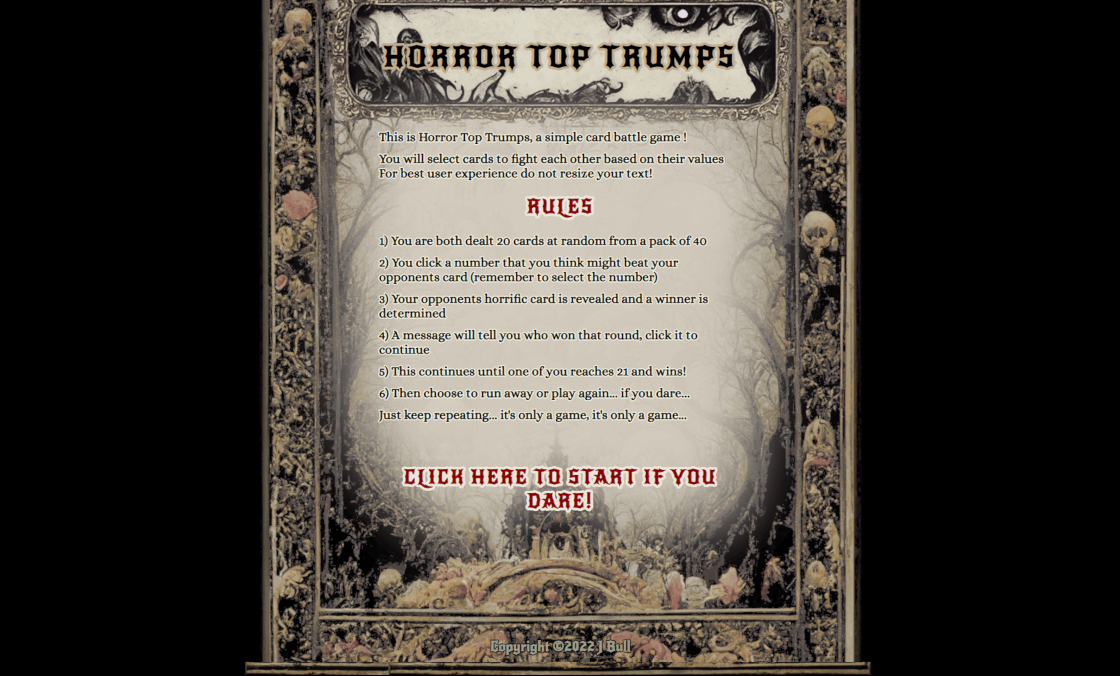 HORROR TOP TRUMPS
This is Horror Top Trumps, a simple card battle game !
You will select cards to fight each other based on their values
For best user experience do not resize your text!
RULES
1) You are both dealt 20 cards at random from a pack of 40
2) You click a number that you think might beat your
opponents card (remember to select the number)
3) Your opponents horrific card is revealed and a winner is
determined
4) A message will tell you who won that round, click it to
continue
5) This continues until one of you reaches 21 and wins!
6) Then choose to run away or play again... if you dare...
Just keep repeating... it's only a game, it's only a game...
CLICK HERE TO START IF YOU
DARE!
Copyright ©2022 J Bull